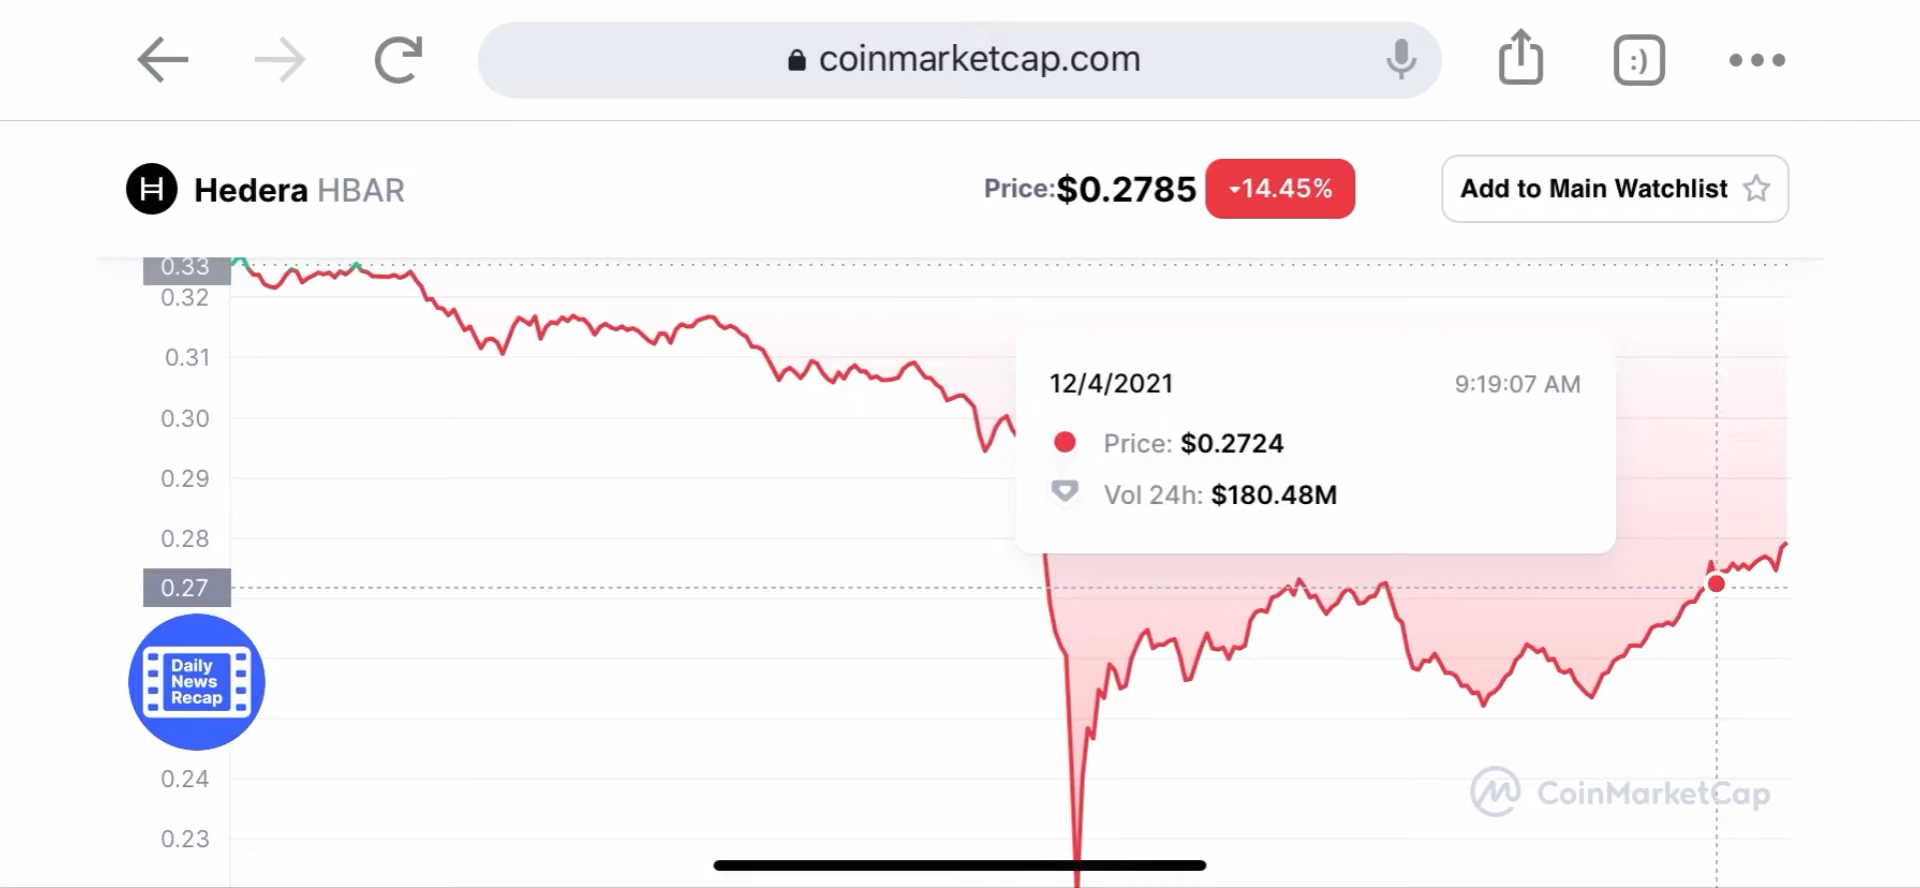 coinmarketcap.com
:)
Hedera HBAR
Price:$0.2785
-14.45%
Add to Main Watchlist
0.33
0.32
0.31
0.30
0.29
0.28
0.27
0.24
0.23
12/4/2021
9:19:07 AM
Price: $0.2724
Vol 24h: $180.48M
Daily
News
Recap
CoinMarketCap